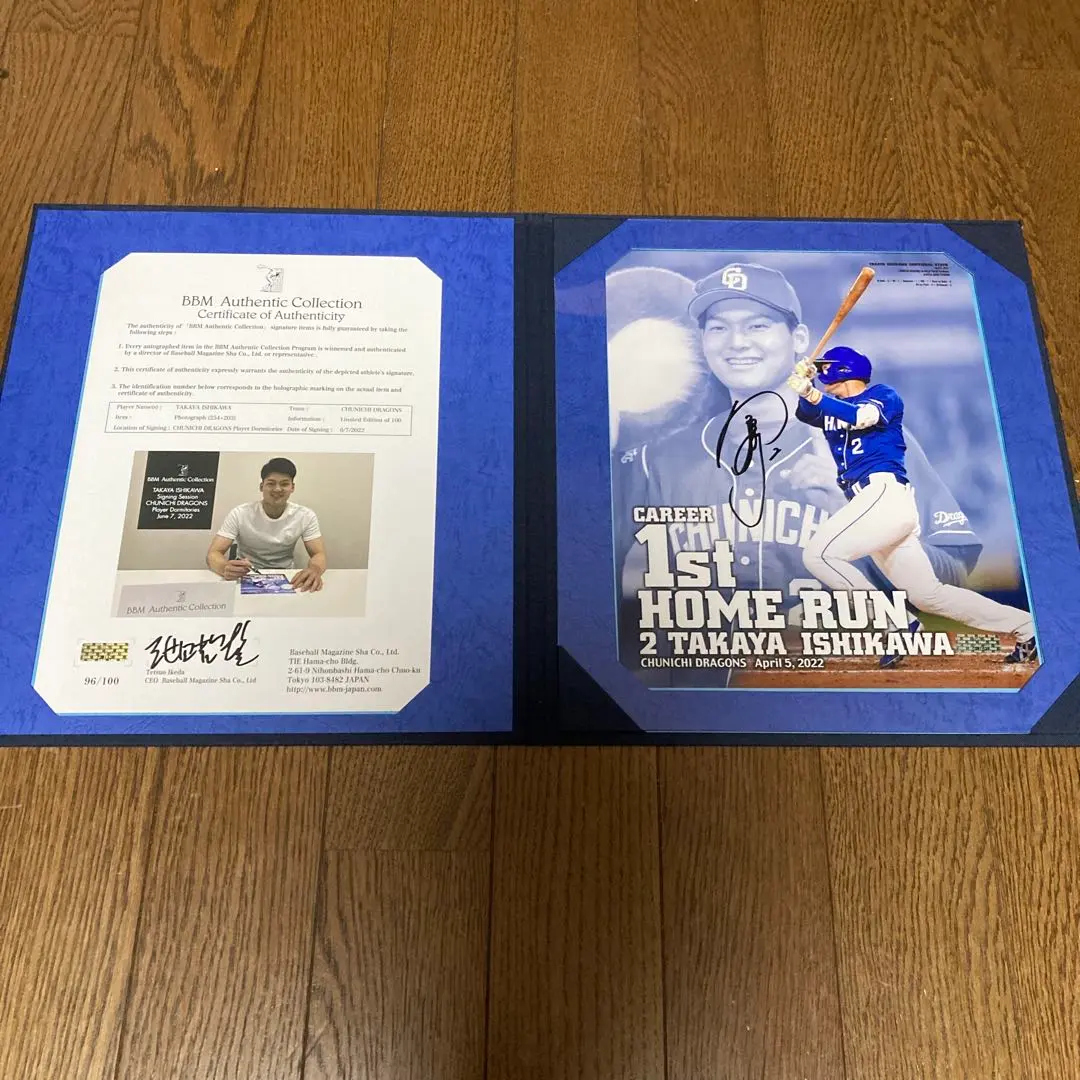 BBM Authentic Collection
Certificate of Authenticity
The authenticity of 「BBM Authentic Collection」 signature items is fully guaranteed by taking the
following steps :
1. Every autographed item in the BBM Authentic Collection Program is witnessed and authenticated
by a director of Baseball Magazine Sha Co., Ltd. or representative.
2. This certificate of authenticity expressly warrants the authenticity of the depicted athlete's signature.
3. The identification number below corresponds to the holographic marking on the actual item and
certificate of authenticity.
Player Name(s) : TAKAYA ISHIKAWA Team : CHUNICHI DRAGONS
Item : Photograph (254×203) Information : Limited Edition of 100
Location of Signing : CHUNICHI DRAGONS Player Dormitories Date of Signing : 6/7/2022
BBM Authentic Collection
TAKAYA ISHIKAWA
Signing Session
CHUNICHI DRAGONS
Player Dormitories
June 7, 2022
BBM Authentic Collection
96/100
Tetsuo Ikeda
CEO Baseball Magazine Sha Co., Ltd
Baseball Magazine Sha Co., Ltd.
TIE Hama-cho Bldg.
2-61-9 Nihonbashi Hama-cho Chuo-ku
Tokyo 103-8482 JAPAN
http://www.bbm-japan.com
CD
2
CHUNICH
CAREER
1st
HOME RUN
2 TAKAYA ISHIKAWA
CHUNICHI DRAGONS April 5, 2022